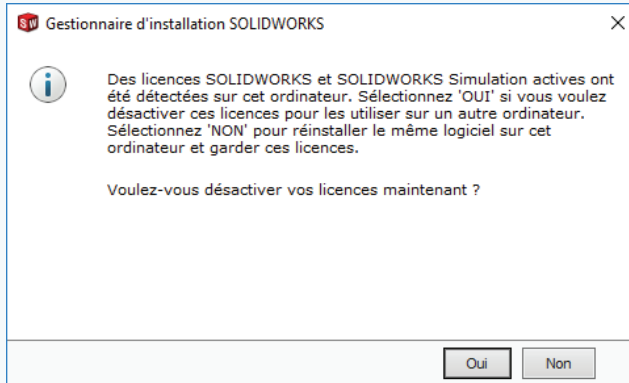 SW Gestionnaire d'installation SOLIDWORKS
Des licences SOLIDWORKS et SOLIDWORKS Simulation actives ont
été détectées sur cet ordinateur. Sélectionnez 'OUI' si vous voulez
désactiver ces licences pour les utiliser sur un autre ordinateur.
Sélectionnez 'NON' pour réinstaller le même logiciel sur cet
ordinateur et garder ces licences.
Voulez-vous désactiver vos licences maintenant ?
Oui Non